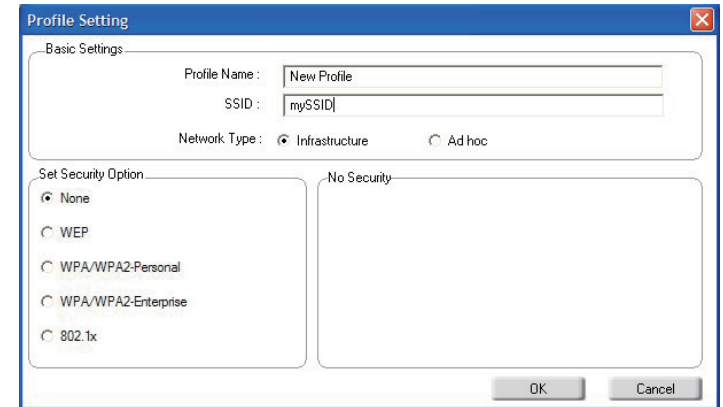 Profile Setting
Basic Settings
Profile Name : New Profile
SSID : mySSID
Network Type : Infrastructure Ad hoc
Set Security Option
None
WEP
WPA/WPA2-Personal
WPA/WPA2-Enterprise
802.1x
No Security
OK Cancel